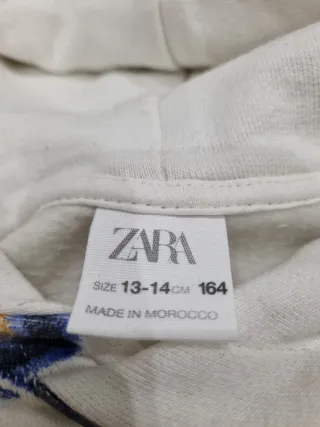 ZARA
SIZE 13-14 CM 164
MADE IN MOROCCO